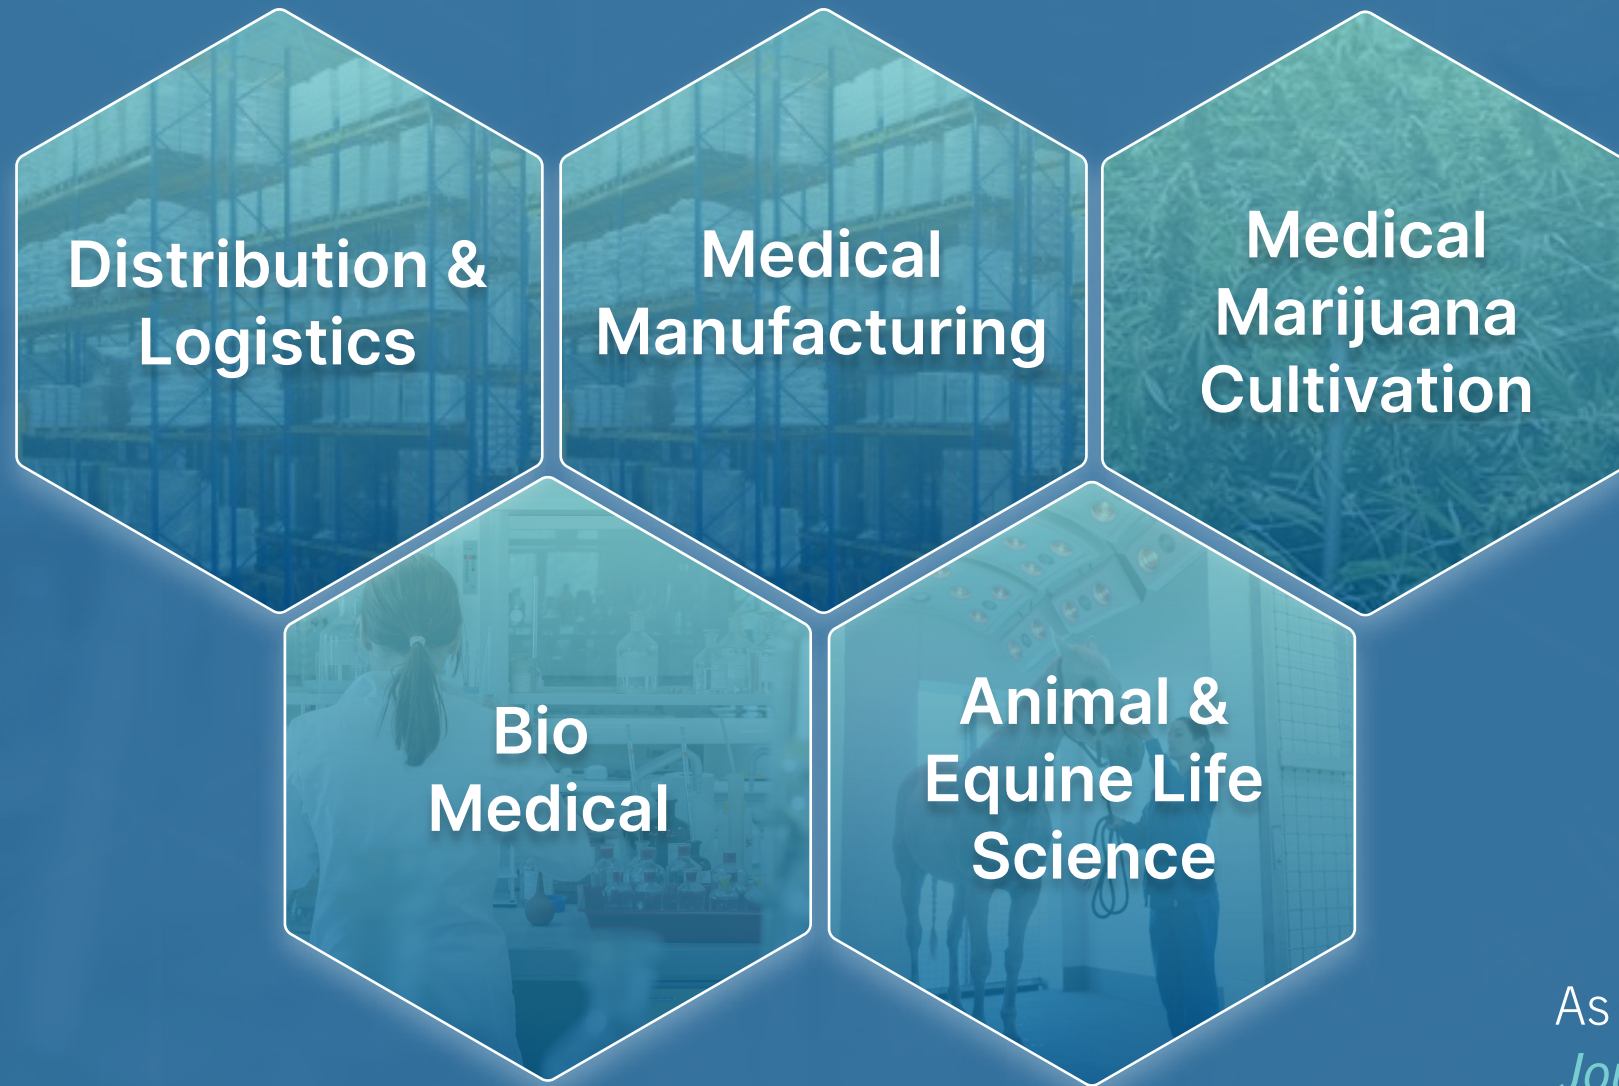 Distribution &
Logistics
Medical
Manufacturing
Medical
Marijuana
Cultivation
Bio
Medical
Animal &
Equine Life
Science
As